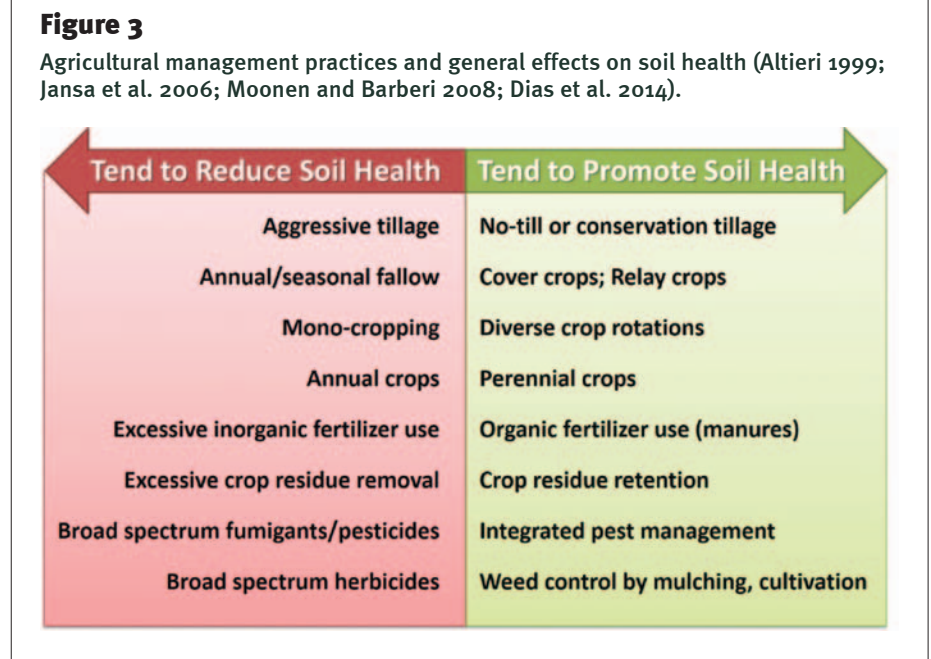 Figure 3
Agricultural management practices and general effects on soil health (Altieri 1999;
Jansa et al. 2006; Moonen and Barberi 2008; Dias et al. 2014).
Tend to Reduce Soil Health Tend to Promote Soil Health
Aggressive tillage No-till or conservation tillage
Annual/seasonal fallow Cover crops; Relay crops
Mono-cropping Diverse crop rotations
Annual crops Perennial crops
Excessive inorganic fertilizer use Organic fertilizer use (manures)
Excessive crop residue removal Crop residue retention
Broad spectrum fumigants/pesticides Integrated pest management
Broad spectrum herbicides Weed control by mulching, cultivation